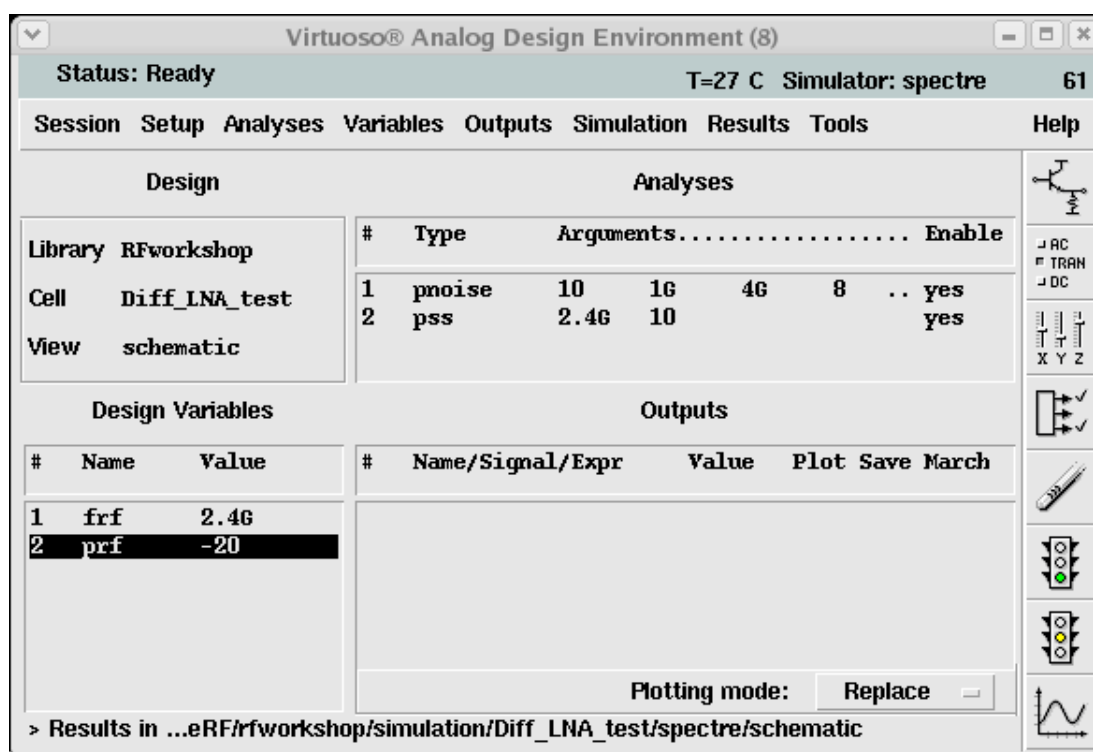 Virtuoso® Analog Design Environment (8)
Status: Ready T=27 C Simulator: spectre 61
Session Setup Analyses Variables Outputs Simulation Results Tools Help
Design
Library RFworkshop
Cell Diff_LNA_test
View schematic
Analyses
# Type Arguments.................. Enable
1 pnoise 10 1G 4G 8 .. yes
2 pss 2.4G 10 yes
Design Variables
# Name Value
1 frf 2.4G
2 prf -20
Outputs
# Name/Signal/Expr Value Plot Save March
Plotting mode: Replace
> Results in ...eRF/rfworkshop/simulation/Diff_LNA_test/spectre/schematic
AC
TRAN
DC
X Y Z